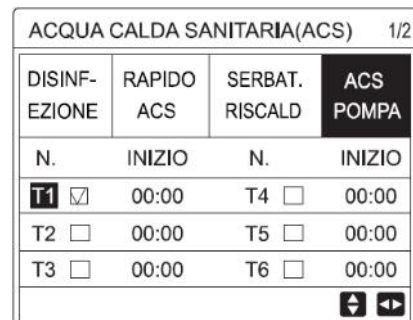 ACQUA CALDA SANITARIA(ACS) 1/2
DISINF-EZIONE RAPIDO ACS SERBAT. RISCALD ACS POMPA
N. INIZIO N. INIZIO
T1 ☑ 00:00 T4 ☐ 00:00
T2 ☐ 00:00 T5 ☐ 00:00
T3 ☐ 00:00 T6 ☐ 00:00